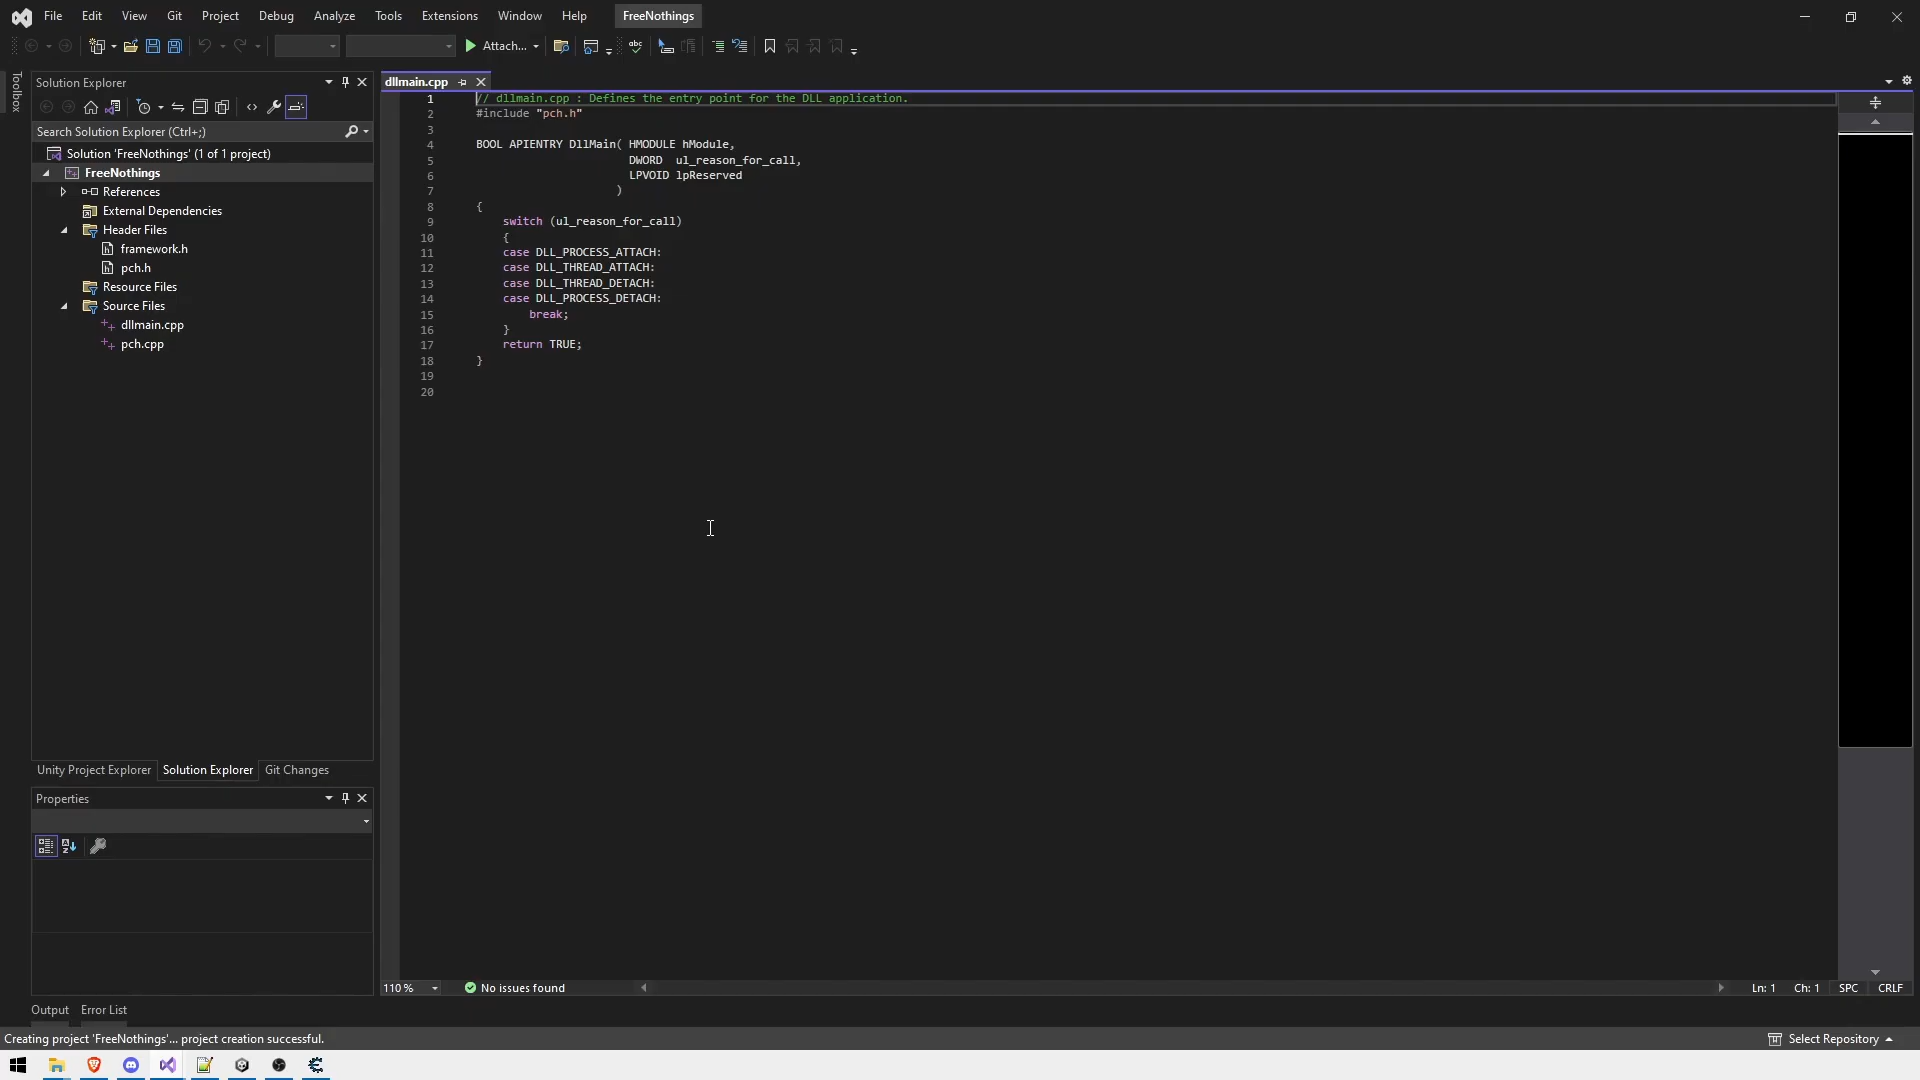 File Edit View Git Project Debug Analyze Tools Extensions Window Help FreeNothings
Attach...
Toolbox
Solution Explorer
Search Solution Explorer (Ctrl+;)
Solution 'FreeNothings' (1 of 1 project)
FreeNothings
References
External Dependencies
Header Files
framework.h
pch.h
Resource Files
Source Files
dllmain.cpp
pch.cpp
Unity Project Explorer Solution Explorer Git Changes
Properties
dllmain.cpp
1 // dllmain.cpp : Defines the entry point for the DLL application.
2 #include "pch.h"
3
4 BOOL APIENTRY DllMain( HMODULE hModule,
5 DWORD ul_reason_for_call,
6 LPVOID lpReserved
7 )
8 {
9 switch (ul_reason_for_call)
10 {
11 case DLL_PROCESS_ATTACH:
12 case DLL_THREAD_ATTACH:
13 case DLL_THREAD_DETACH:
14 case DLL_PROCESS_DETACH:
15 break;
16 }
17 return TRUE;
18 }
19
20
110 % No issues found Ln: 1 Ch: 1 SPC CRLF
Output Error List
Creating project 'FreeNothings'... project creation successful. Select Repository